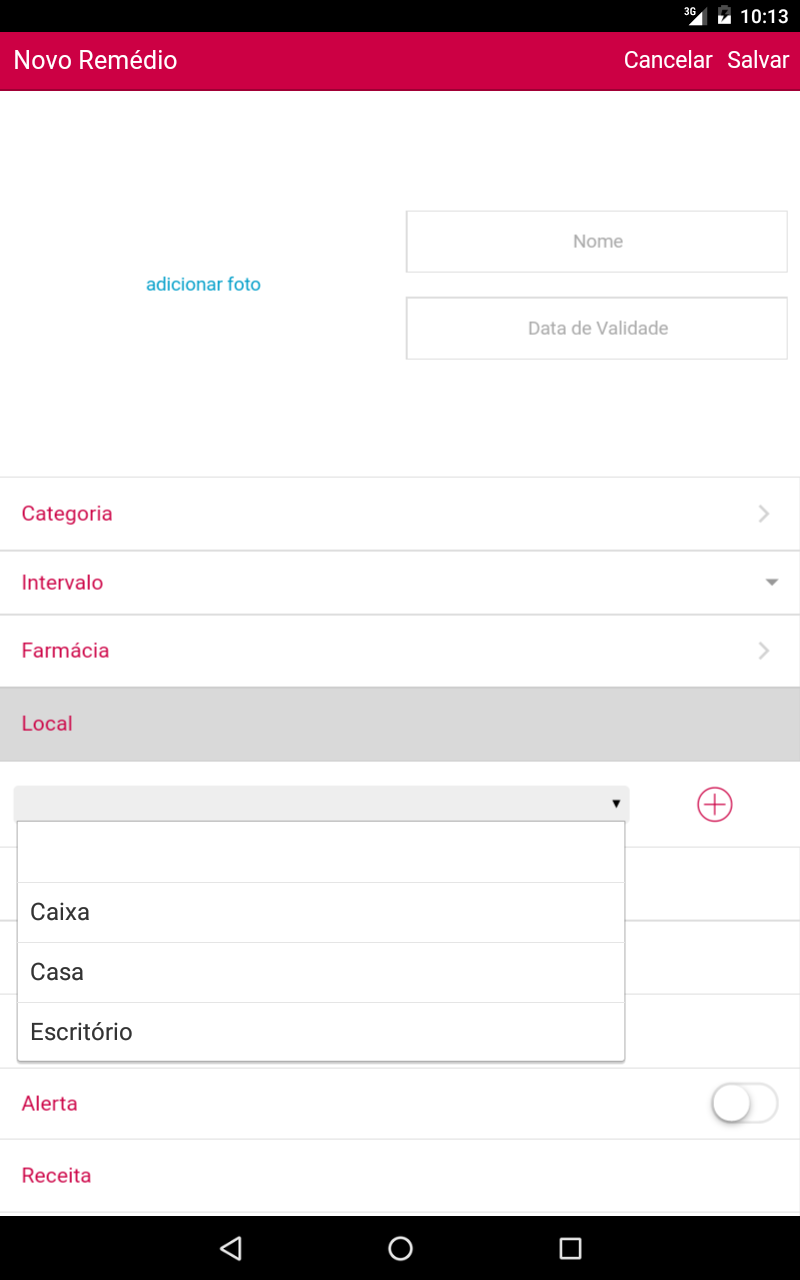 3G 10:13
Novo Remédio Cancelar Salvar
Nome
adicionar foto
Data de Validade
Categoria
Intervalo
Farmácia
Local
Caixa
Casa
Escritório
Alerta
Receita